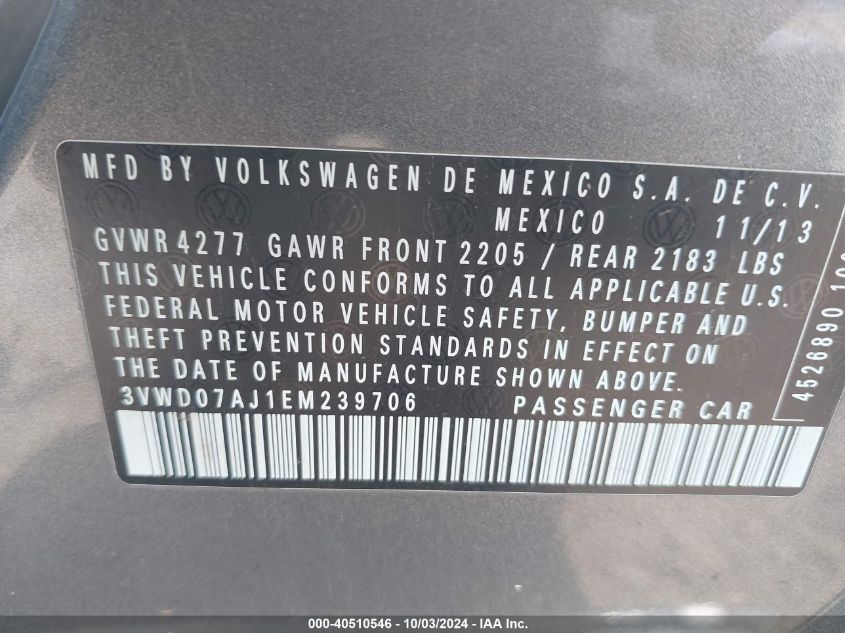 MFD BY VOLKSWAGEN DE MEXICO S.A. DE C.V.
MEXICO 11/13
GVWR 4277 GAWR FRONT 2205 / REAR 2183 LBS
THIS VEHICLE CONFORMS TO ALL APPLICABLE U.S.
FEDERAL MOTOR VEHICLE SAFETY, BUMPER AND
THEFT PREVENTION STANDARDS IN EFFECT ON
THE DATE OF MANUFACTURE SHOWN ABOVE.
3VWD07AJ1EM239706 PASSENGER CAR
4526890
000-40510546 - 10/03/2024 - IAA Inc.